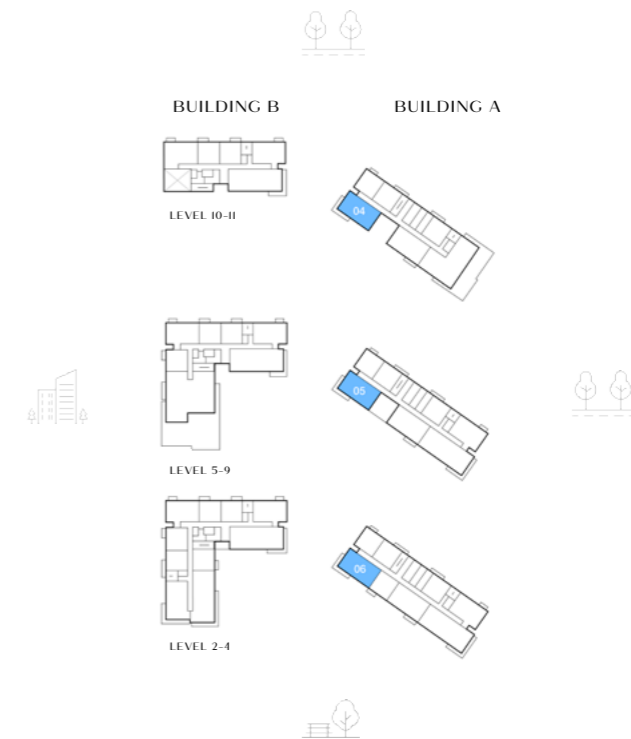 BUILDING B
BUILDING A
04
LEVEL 10-11
05
LEVEL 5-9
06
LEVEL 2-4